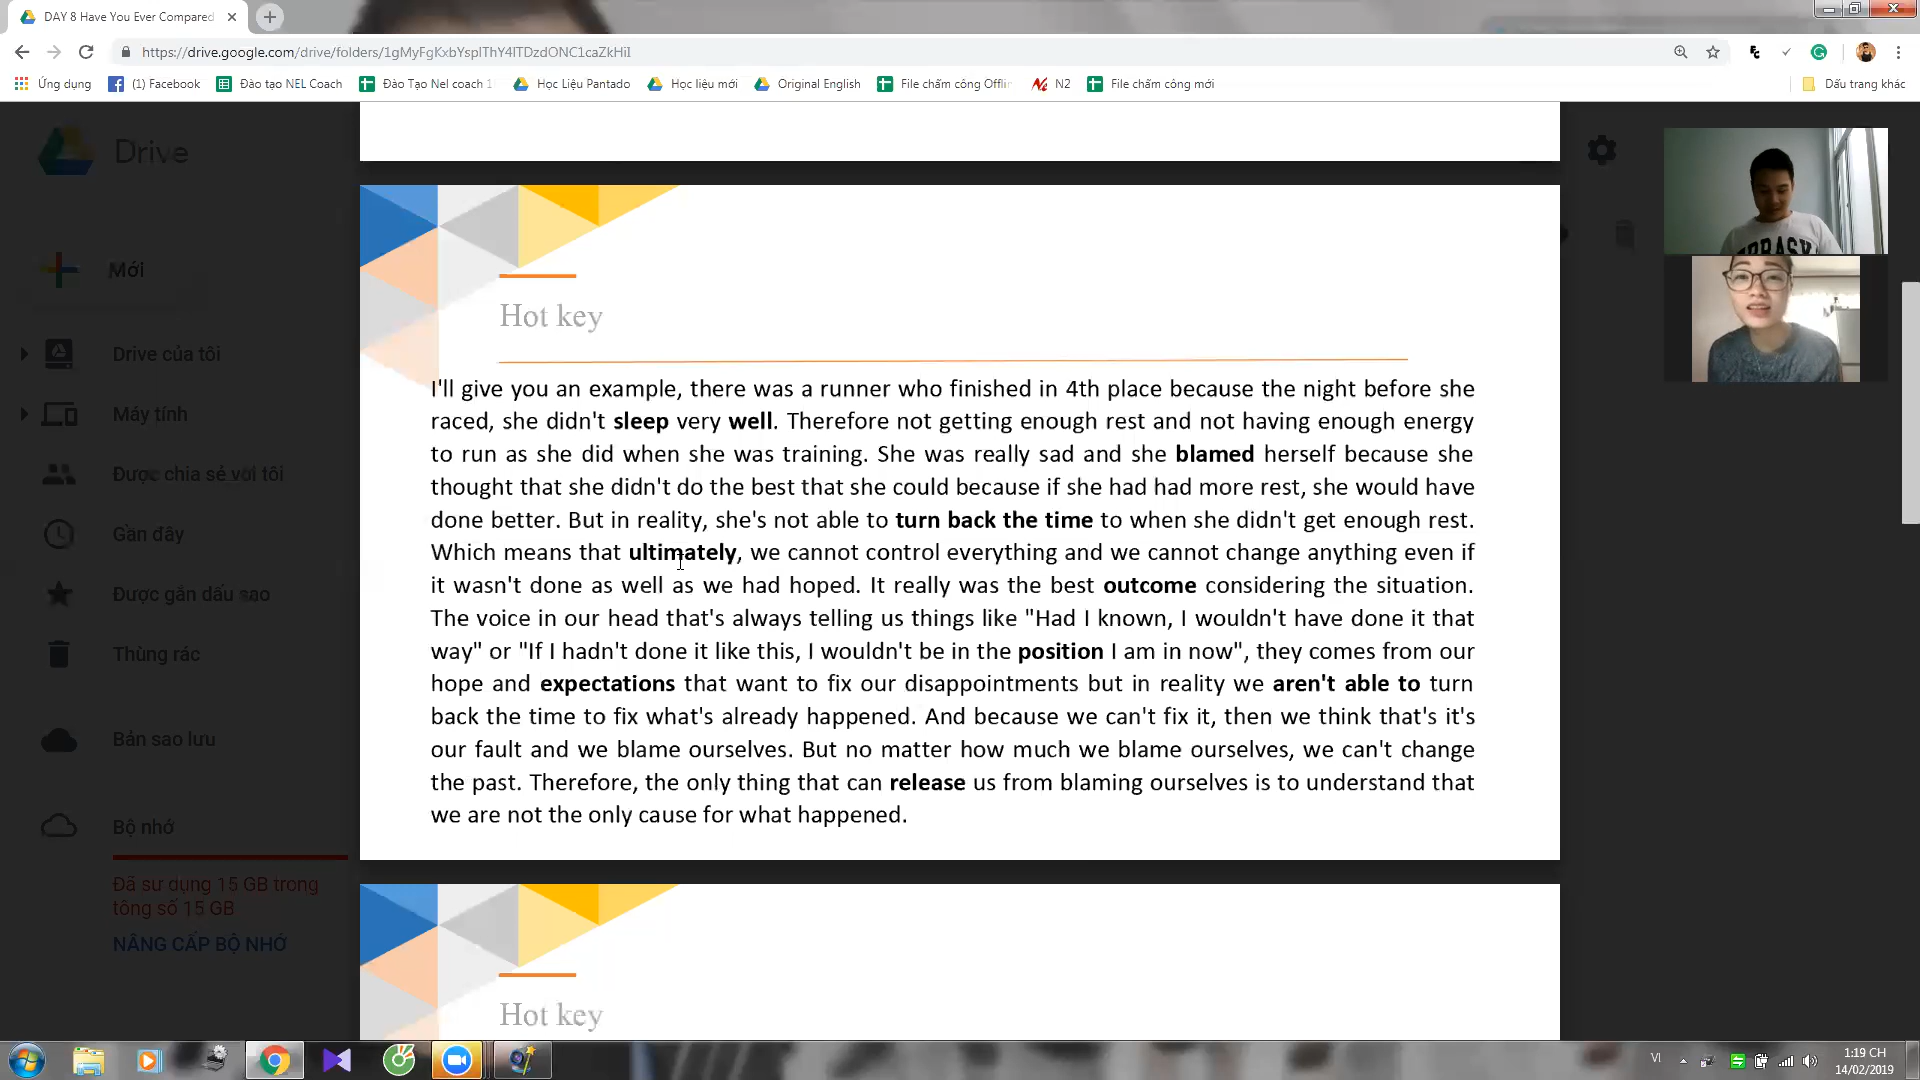 DAY 8 Have You Ever Compared
https://drive.google.com/drive/folders/1gMyFgKxbYsplThY4lTDzdONC1caZkHiI
Ứng dụng
(1) Facebook
Đào tạo NEL Coach
Đào Tạo Nel coach 1
Học Liệu Pantado
Học liệu mới
Original English
File chấm công Offli
N2
File chấm công mới
Dấu trang khác
Drive
Mới
Drive của tôi
Máy tính
Được chia sẻ với tôi
Gần đây
Được gắn dấu sao
Thùng rác
Bản sao lưu
Bộ nhớ
Đã sử dụng 15 GB trong
tổng số 15 GB
NÂNG CẤP BỘ NHỚ
Hot key
I'll give you an example, there was a runner who finished in 4th place because the night before she
raced, she didn't sleep very well. Therefore not getting enough rest and not having enough energy
to run as she did when she was training. She was really sad and she blamed herself because she
thought that she didn't do the best that she could because if she had had more rest, she would have
done better. But in reality, she's not able to turn back the time to when she didn't get enough rest.
Which means that ultimately, we cannot control everything and we cannot change anything even if
it wasn't done as well as we had hoped. It really was the best outcome considering the situation.
The voice in our head that's always telling us things like "Had I known, I wouldn't have done it that
way" or "If I hadn't done it like this, I wouldn't be in the position I am in now", they comes from our
hope and expectations that want to fix our disappointments but in reality we aren't able to turn
back the time to fix what's already happened. And because we can't fix it, then we think that's it's
our fault and we blame ourselves. But no matter how much we blame ourselves, we can't change
the past. Therefore, the only thing that can release us from blaming ourselves is to understand that
we are not the only cause for what happened.
Hot key
VI
1:19 CH
14/02/2019